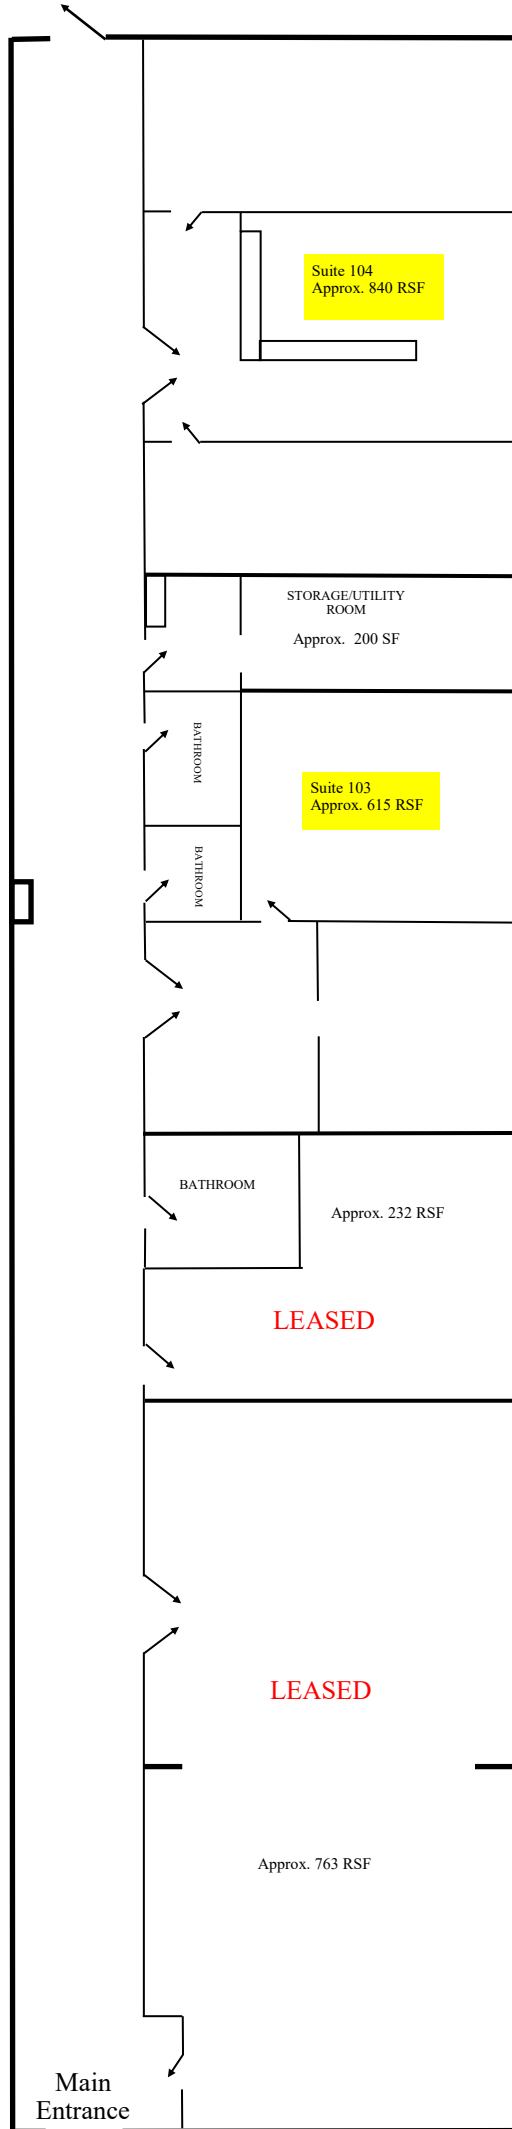 Suite 104
Approx. 840 RSF
STORAGE/UTILITY
ROOM
Approx.  200 SF
BATHROOM
Suite 103
Approx. 615 RSF
BATHROOM
BATHROOM
Approx. 232 RSF
LEASED
LEASED
Approx. 763 RSF
Main
Entrance